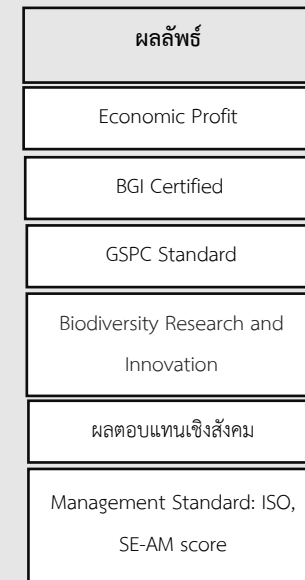 ผลลัพธ์
Economic Profit
BGI Certified
GSPC Standard
Biodiversity Research and
Innovation
ผลตอบแทนเชิงสังคม
Management Standard: ISO,
SE-AM score